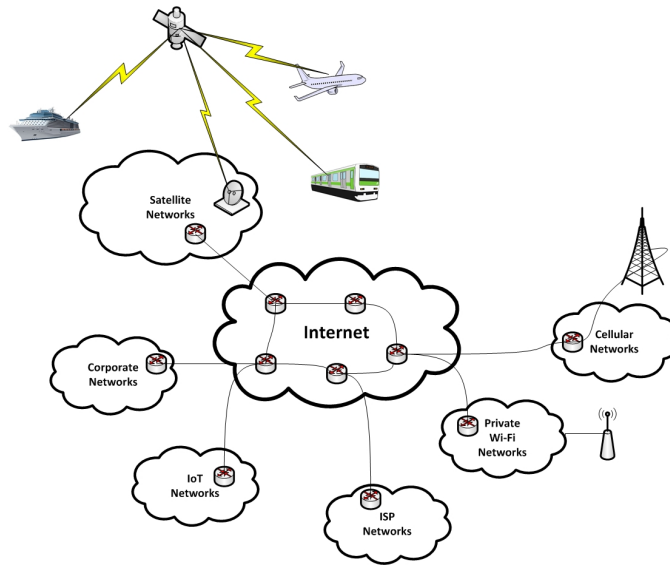 Satellite
Networks
Internet
Cellular
Networks
Corporate
Networks
Private
Wi-Fi
Networks
IoT
Networks
ISP
Networks